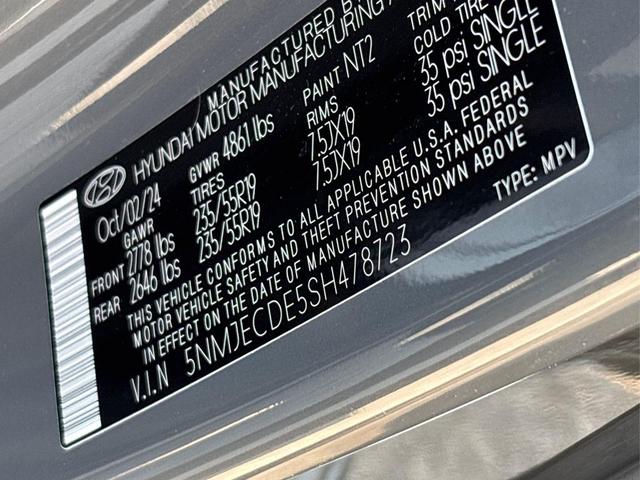 MANUFACTURED B
HYUNDAI MOTOR MANUFACTURING
Oct/02/24 GVWR 4861 lbs PAINT NT2 TRIM
GAWR TIRES RIMS COLD TIRE
FRONT 2778 lbs 235/55R19 7.5JX19 35 psi SINGLE
REAR 2646 lbs 235/55R19 7.5JX19 35 psi SINGLE
THIS VEHICLE CONFORMS TO ALL APPLICABLE U.S.A. FEDERAL
MOTOR VEHICLE SAFETY AND THEFT PREVENTION STANDARDS
IN EFFECT ON THE DATE OF MANUFACTURE SHOWN ABOVE
V.I.N 5NMJECDE5SH478723 TYPE: MPV